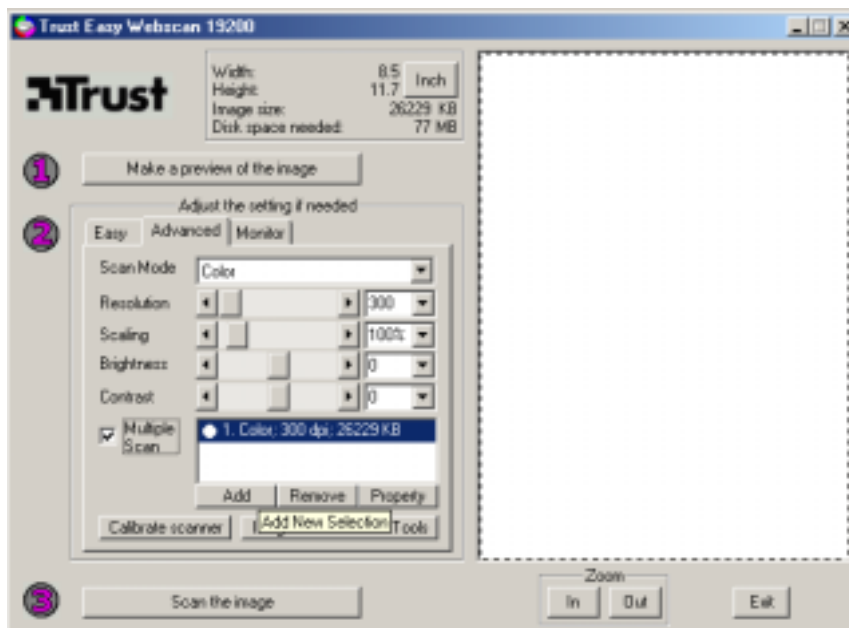 Trust Easy Webscan 19200
Trust
Width: 8.5
Height: 11.7
Inch
Image size: 26229 KB
Disk space needed: 77 MB
1
Make a preview of the image
Adjust the setting if needed
2
Easy Advanced Monitor
Scan Mode Color
Resolution 300
Scaling 100%
Brightness 0
Contrast 0
Multiple Scan
1. Color; 300 dpi; 26229 KB
Add Remove Property
Calibrate scanner Tools
Add New Selection
3
Scan the image
Zoom
In Out
Exit